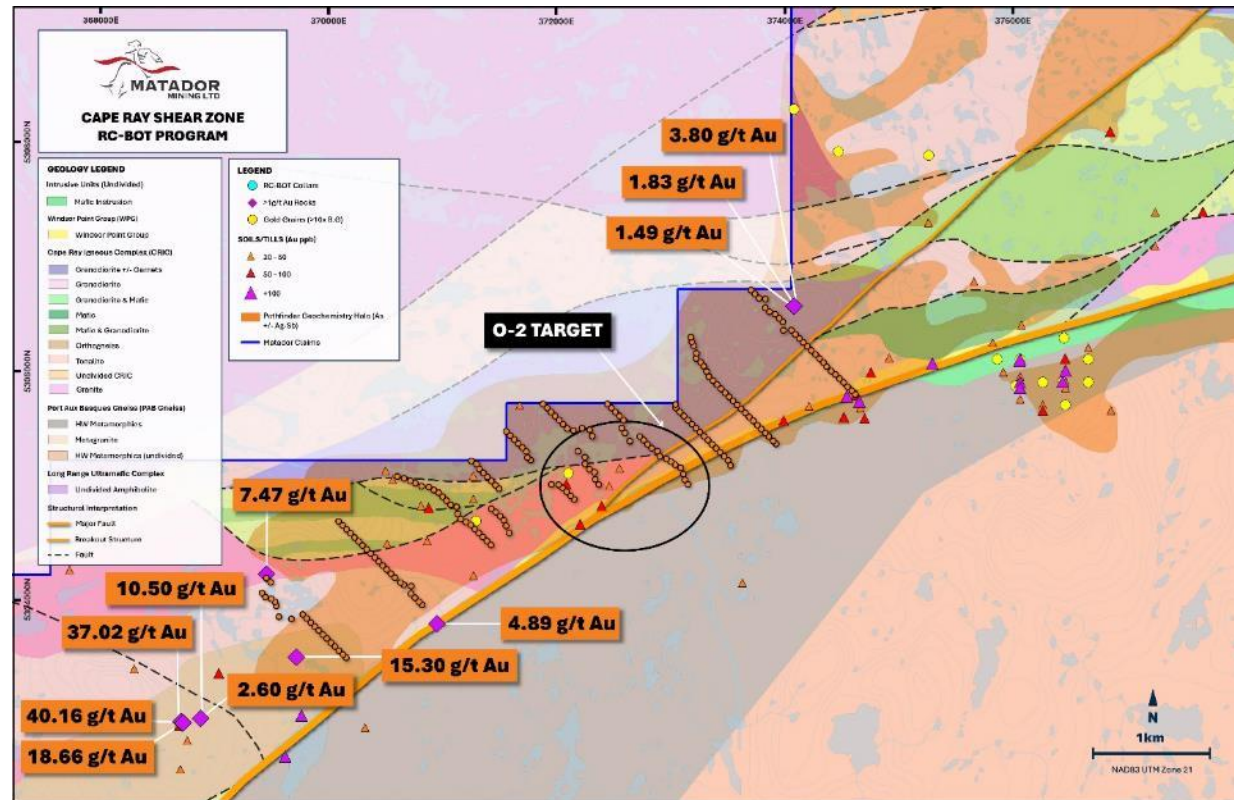 368000E
370000E
372000E
374000E
376000E
MATADOR
MINING LTD
CAPE RAY SHEAR ZONE
RC-BOT PROGRAM
GEOLOGY LEGEND
Intrusive Units (Undivided)
Mafic Instrusion
Windsor Point Group (WPG)
Windsor Point Group
Cape Ray Igneous Complex (CRIC)
Granodiorite +/- Garnets
Granodiorite
Granodiorite & Mafic
Mafic
Mafic & Granodiorite
Orthogneiss
Tonalite
Undivided CRIC
Granite
Port Aux Basques Gneiss (PAB Gneiss)
HW Metamorphics
Metagranite
HW Metamorphics (undivided)
Long Range Ultramafic Complex
Undivided Amphibolite
Structural Interpretation
Major Fault
Breakout Structure
Fault
LEGEND
RC-BOT Collars
>1g/t Au Rocks
Gold Grains (>10x B.G)
SOILS/TILLS (Au ppb)
20 - 50
50 - 100
+100
Pathfinder Geochemistry Halo (As
+/- Ag-Sb)
Matador Claims
3.80 g/t Au
1.83 g/t Au
1.49 g/t Au
O-2 TARGET
7.47 g/t Au
10.50 g/t Au
37.02 g/t Au
4.89 g/t Au
15.30 g/t Au
2.60 g/t Au
40.16 g/t Au
18.66 g/t Au
N
1km
NAD83 UTM Zone 21